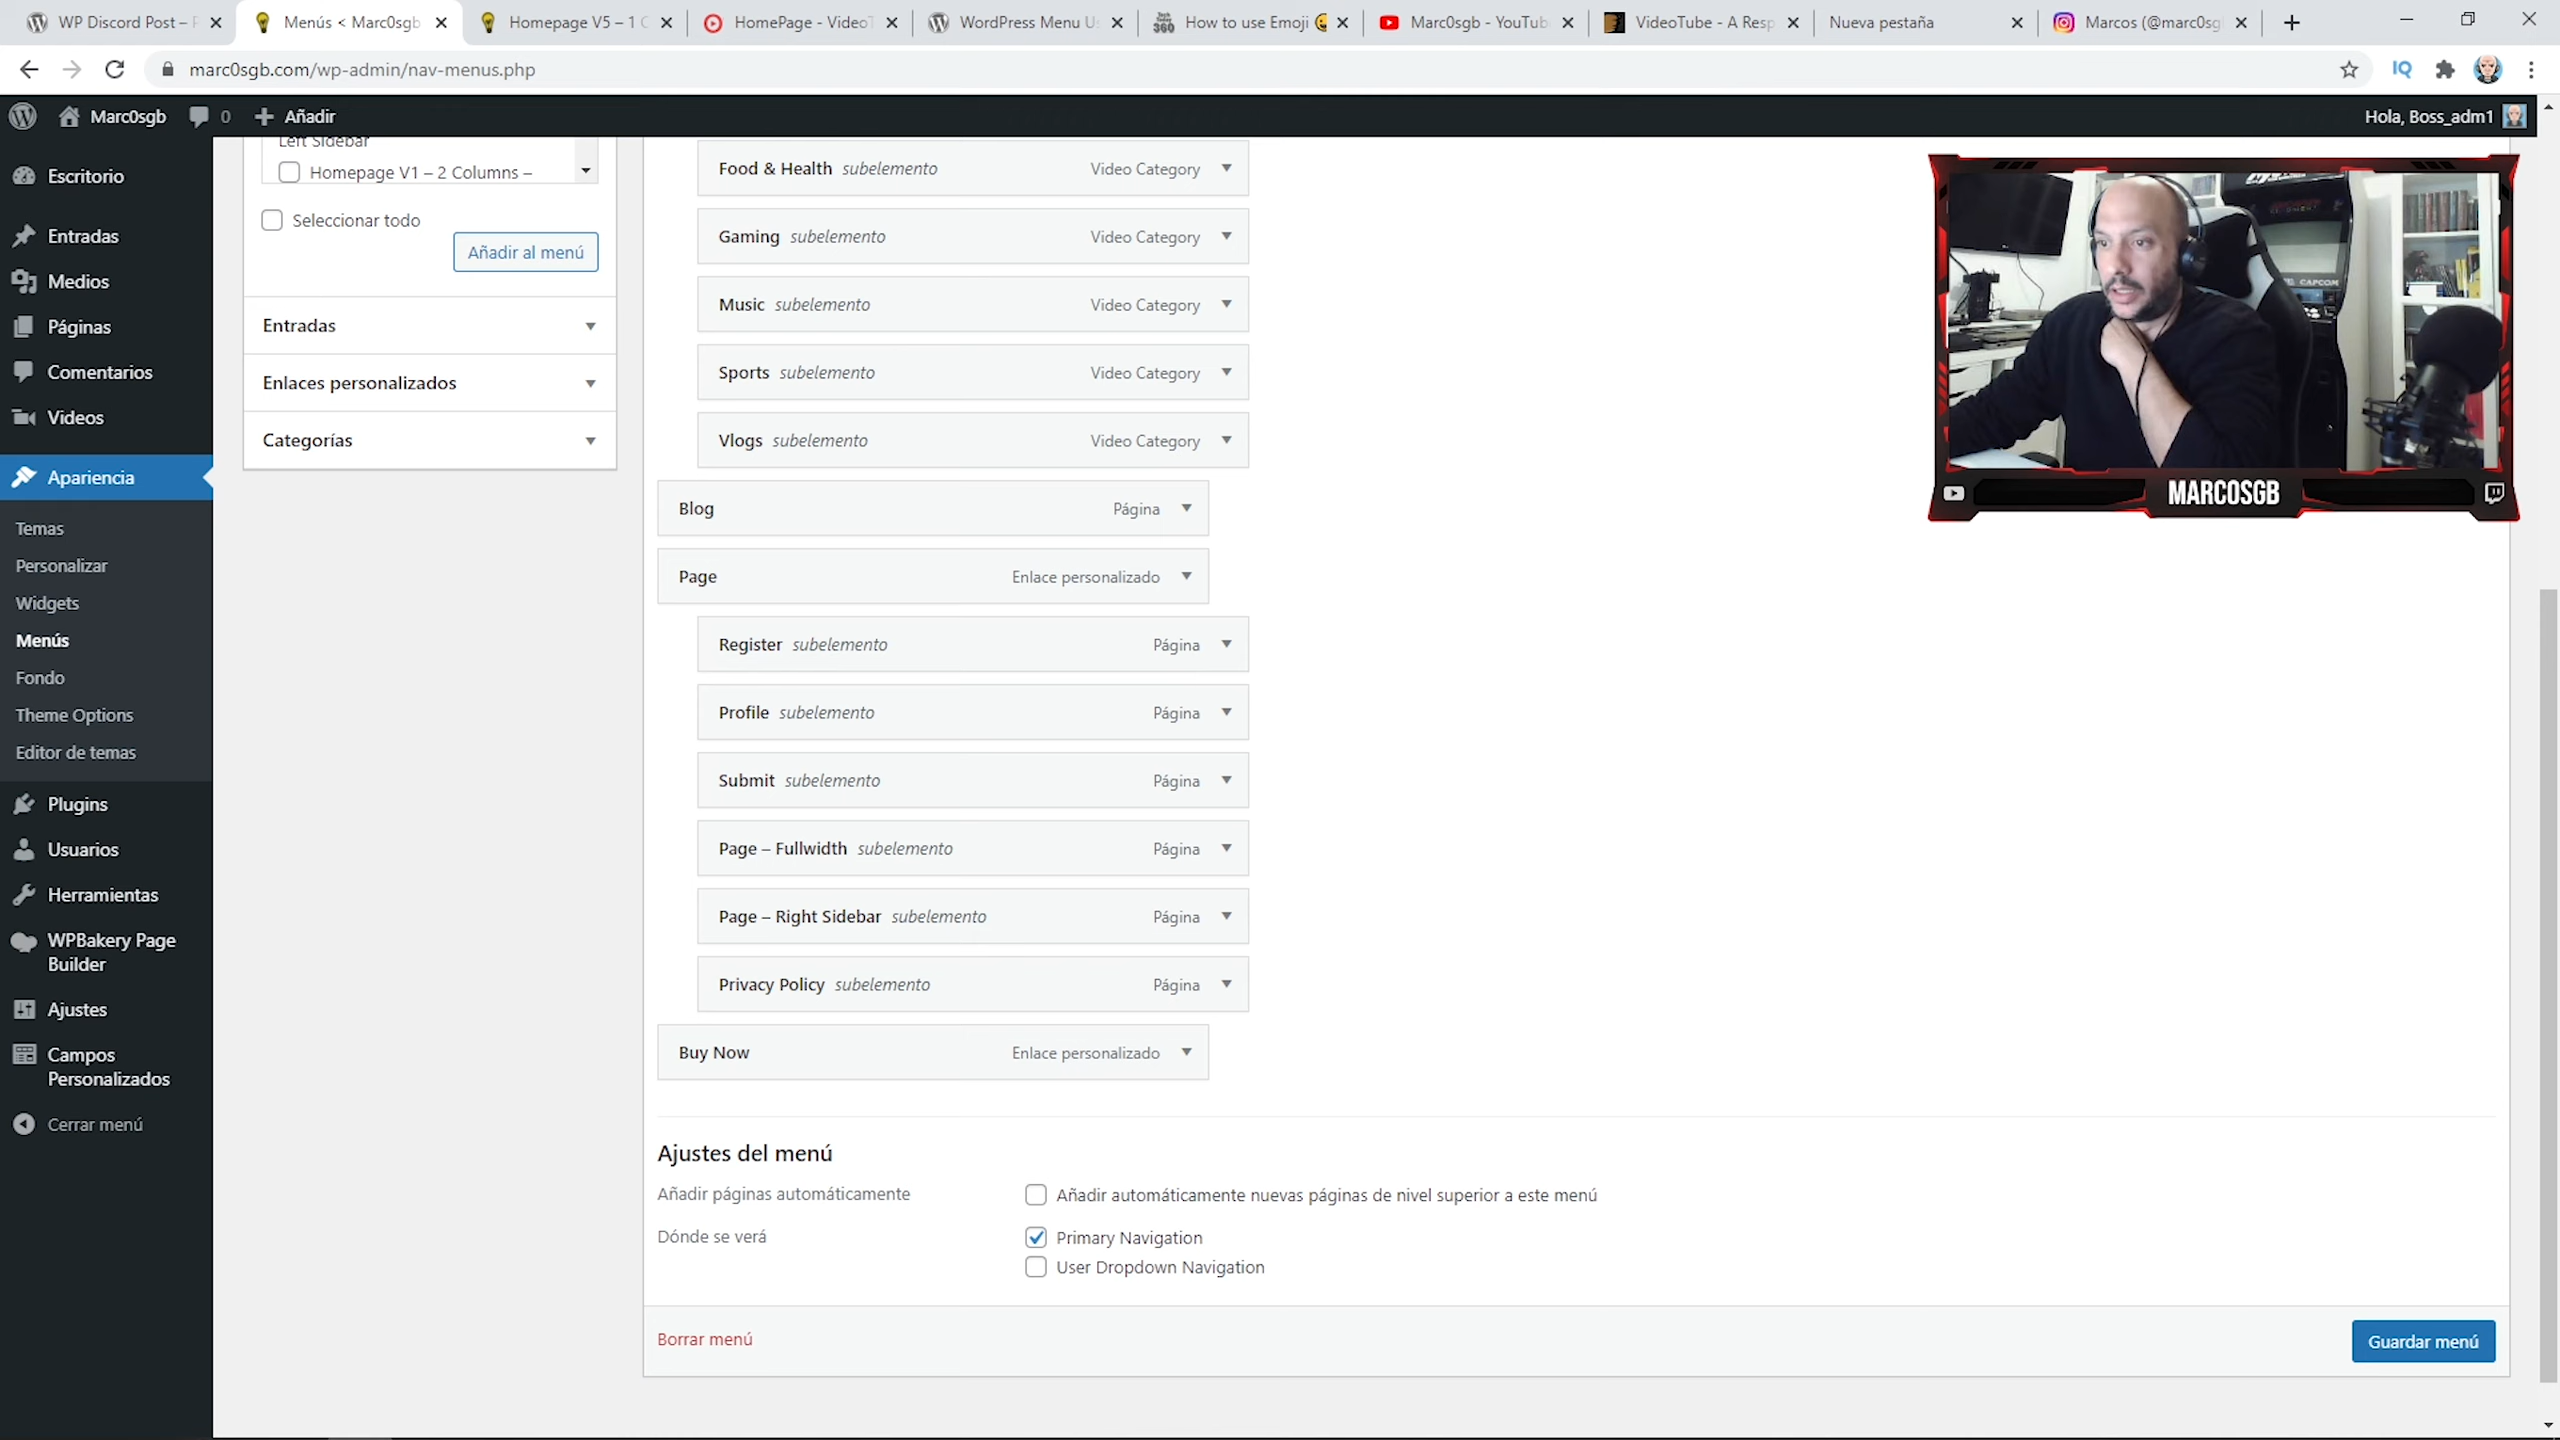 WP Discord Post – P
Menús < Marc0sgb
Homepage V5 – 1 C
HomePage - VideoT
WordPress Menu Us
How to use Emoji
Marc0sgb - YouTub
VideoTube - A Resp
Nueva pestaña
Marcos (@marc0sg
marc0sgb.com/wp-admin/nav-menus.php
IQ
Marc0sgb
0
Añadir
Hola, Boss_adm1
Escritorio
Entradas
Medios
Páginas
Comentarios
Videos
Apariencia
Temas
Personalizar
Widgets
Menús
Fondo
Theme Options
Editor de temas
Plugins
Usuarios
Herramientas
WPBakery Page
Builder
Ajustes
Campos
Personalizados
Cerrar menú
Left Sidebar
Homepage V1 – 2 Columns –
Seleccionar todo
Añadir al menú
Entradas
Enlaces personalizados
Categorías
Food & Health subelemento Video Category
Gaming subelemento Video Category
Music subelemento Video Category
Sports subelemento Video Category
Vlogs subelemento Video Category
Blog Página
Page Enlace personalizado
Register subelemento Página
Profile subelemento Página
Submit subelemento Página
Page – Fullwidth subelemento Página
Page – Right Sidebar subelemento Página
Privacy Policy subelemento Página
Buy Now Enlace personalizado
Ajustes del menú
Añadir páginas automáticamente
Añadir automáticamente nuevas páginas de nivel superior a este menú
Dónde se verá
Primary Navigation
User Dropdown Navigation
Borrar menú
Guardar menú
CAPCOM
MARCOSGB